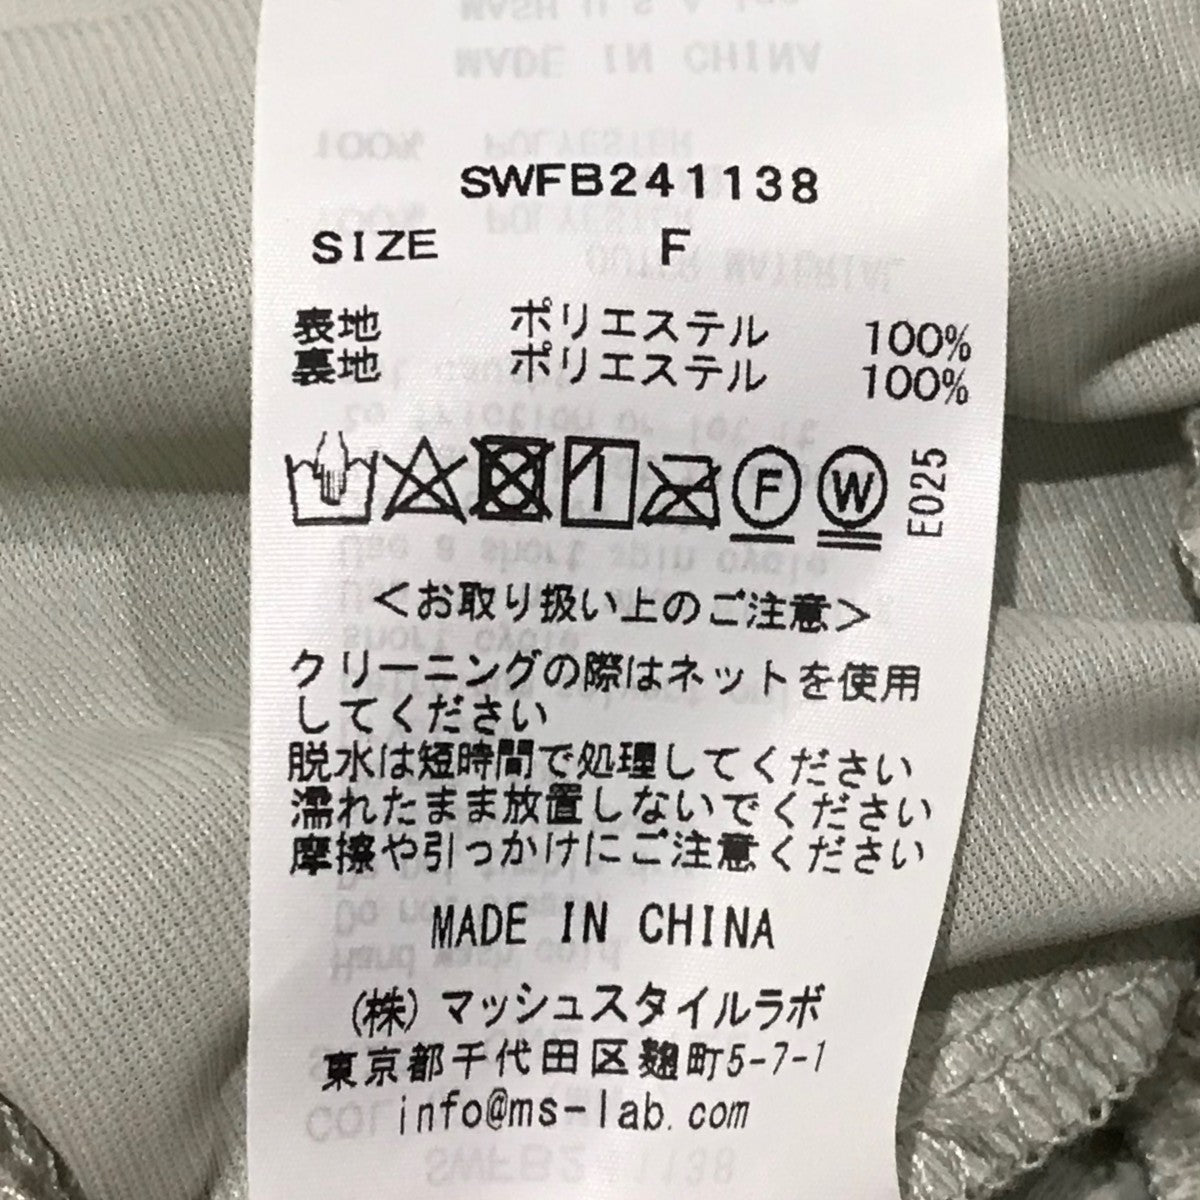 SWFB241138
SIZE F
表地 ポリエステル 100%
裏地 ポリエステル 100%
F W E025
＜お取り扱い上のご注意＞
クリーニングの際はネットを使用
してください
脱水は短時間で処理してください
濡れたまま放置しないでください
摩擦や引っかけにご注意ください
MADE IN CHINA
(株) マッシュスタイルラボ
東京都千代田区麹町5-7-1
info@ms-lab.com